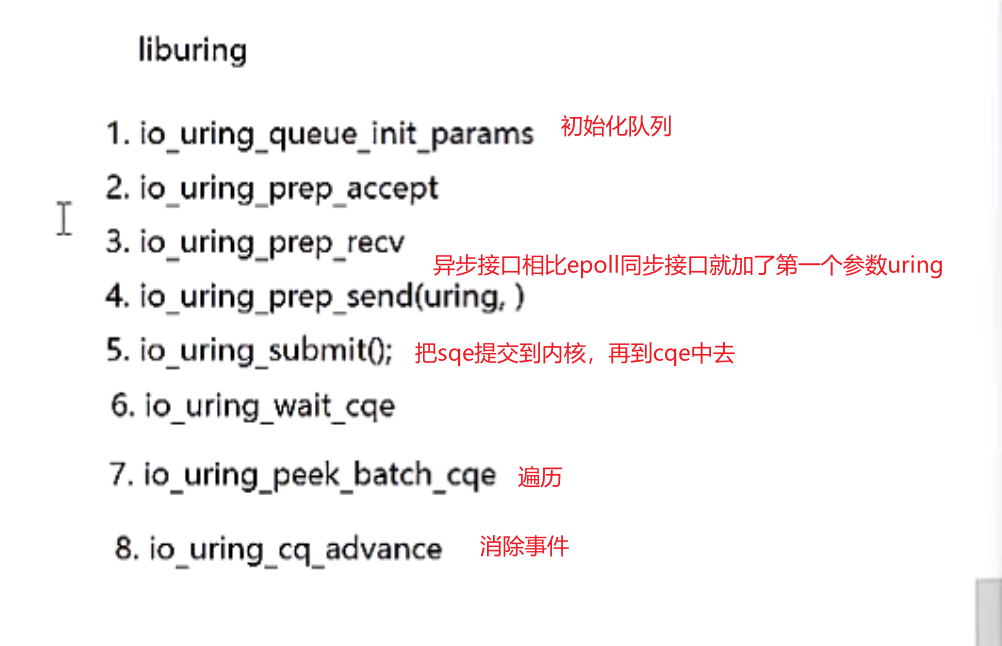 liburing
1. io_uring_queue_init_params 初始化队列
2. io_uring_prep_accept
3. io_uring_prep_recv
异步接口相比epoll同步接口就加了第一个参数uring
4. io_uring_prep_send(uring, )
5. io_uring_submit(); 把sqe提交到内核，再到cqe中去
6. io_uring_wait_cqe
7. io_uring_peek_batch_cqe 遍历
8. io_uring_cq_advance 消除事件